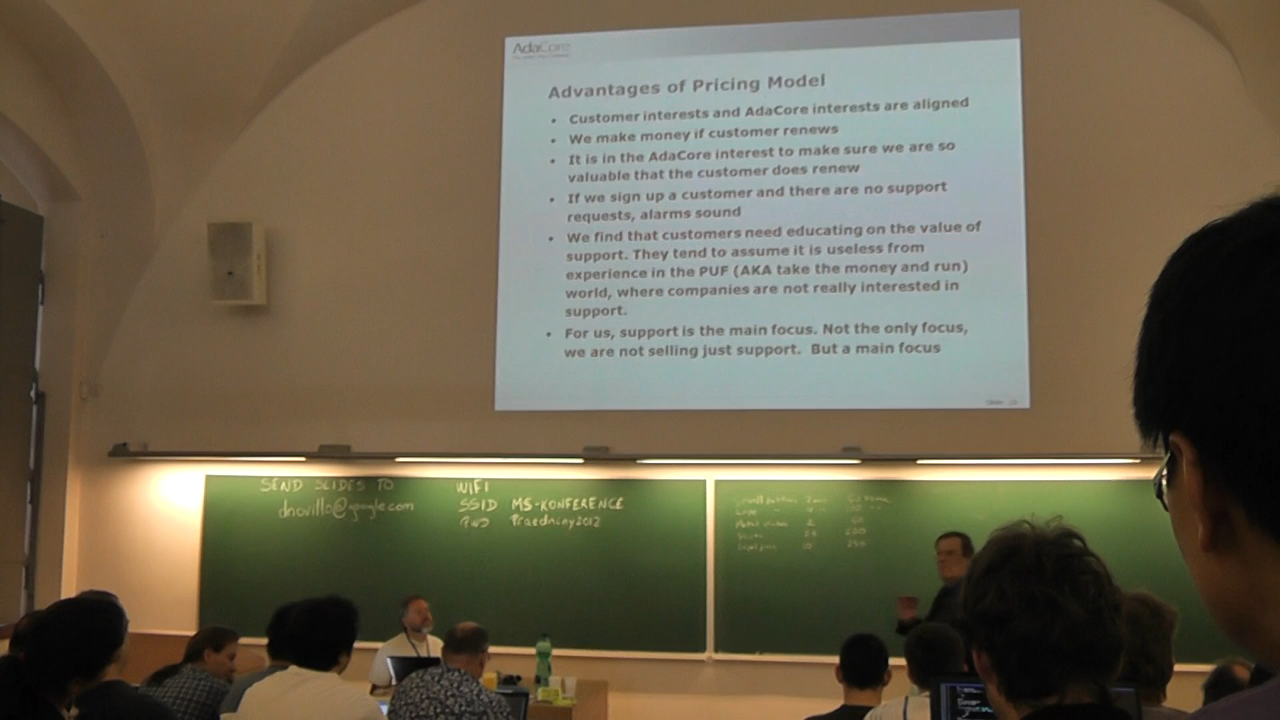 AdaCore
Advantages of Pricing Model
• Customer interests and AdaCore interests are aligned
• We make money if customer renews
• It is in the AdaCore interest to make sure we are so
valuable that the customer does renew
• If we sign up a customer and there are no support
requests, alarms sound
• We find that customers need educating on the value of
support. They tend to assume it is useless from
experience in the PUF (AKA take the money and run)
world, where companies are not really interested in
support.
• For us, support is the main focus. Not the only focus,
we are not selling just support. But a main focus
SEND SLIDES TO
dnovillo@google.com
WIFI
SSID MS-KONFERENCE
PWD